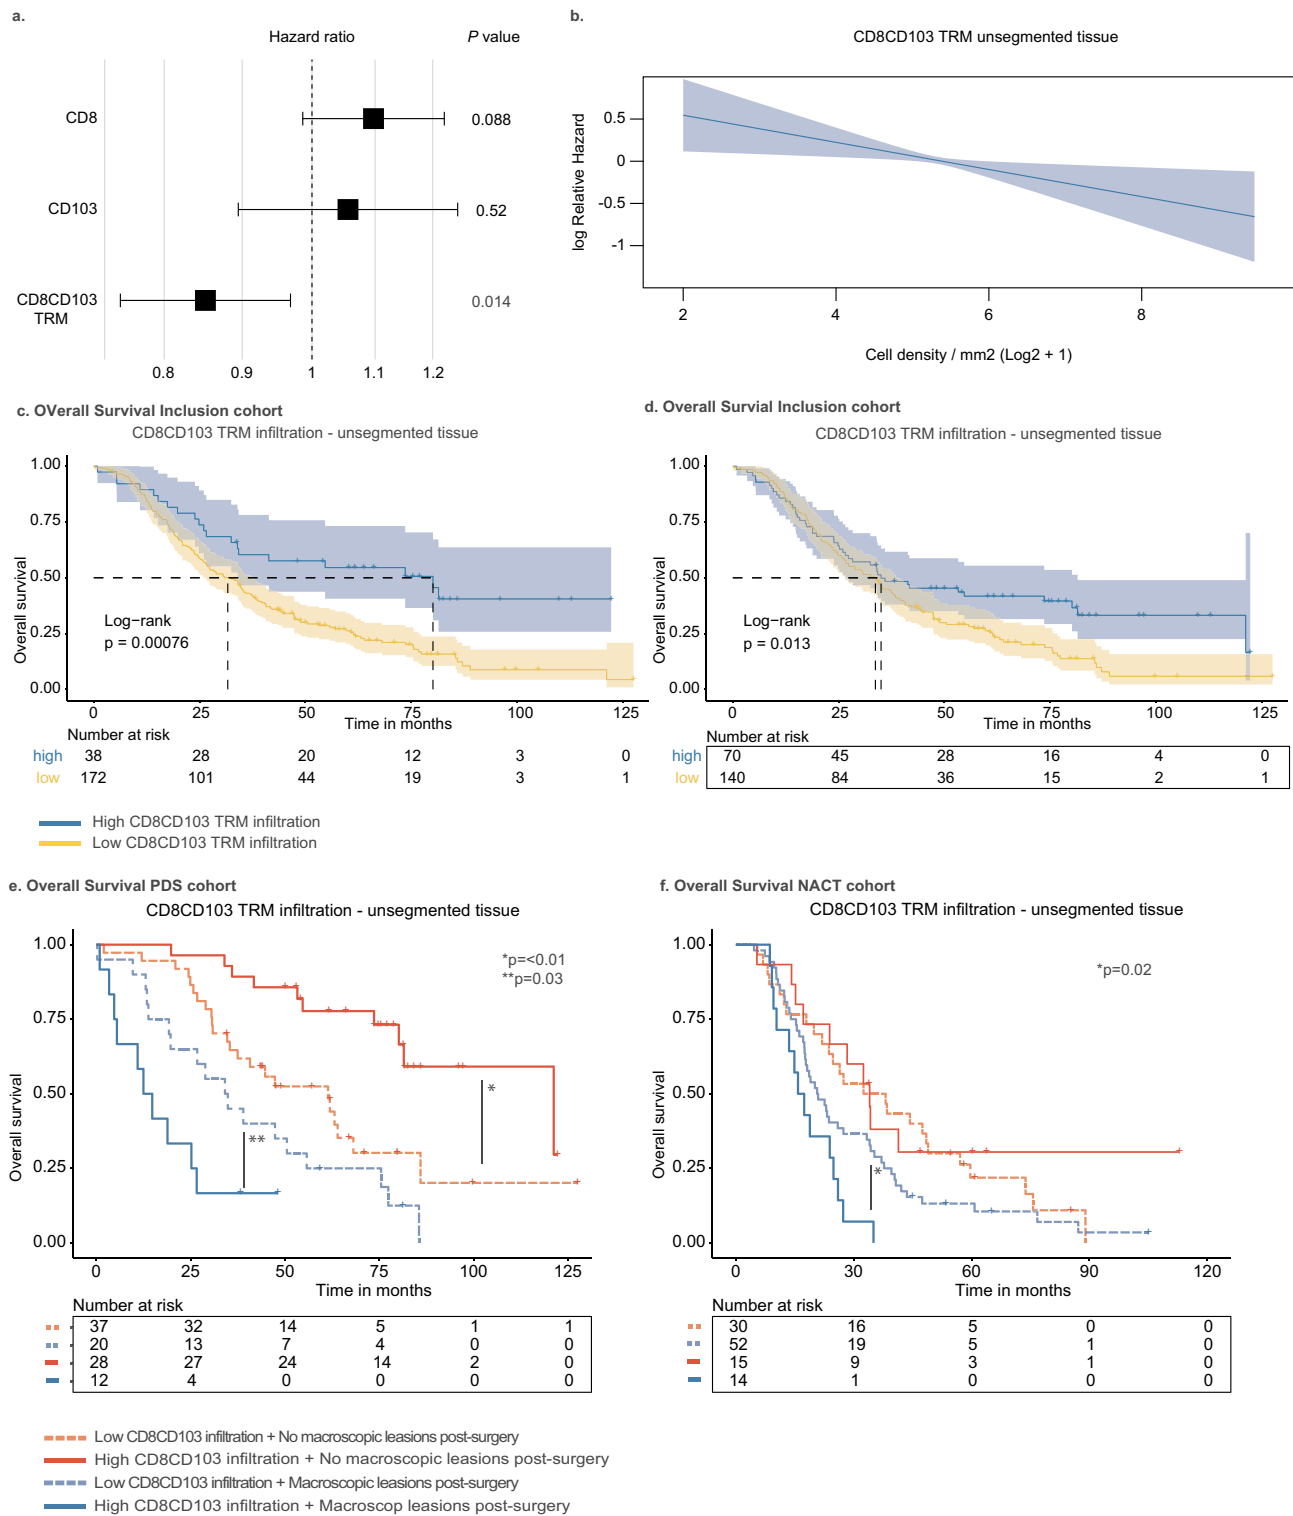 a.
Hazard ratio
P value
CD8
0.088
CD103
0.52
CD8CD103
TRM
0.014
0.8 0.9 1 1.1 1.2
b.
CD8CD103 TRM unsegmented tissue
log Relative Hazard
0.5
0
-0.5
-1
2 4 6 8
Cell density / mm2 (Log2 + 1)
c. OVerall Survival Inclusion cohort
CD8CD103 TRM infiltration - unsegmented tissue
Overall survival
1.00
0.75
0.50
0.25
0.00
Log-rank
p = 0.00076
0 25 50 75 100 125
Time in months
Number at risk
high 38 28 20 12 3 0
low 172 101 44 19 3 1
High CD8CD103 TRM infiltration
Low CD8CD103 TRM infiltration
d. Overall Survial Inclusion cohort
CD8CD103 TRM infiltration - unsegmented tissue
Overall survival
1.00
0.75
0.50
0.25
0.00
Log-rank
p = 0.013
0 25 50 75 100 125
Time in months
Number at risk
high 70 45 28 16 4 0
low 140 84 36 15 2 1
e. Overall Survival PDS cohort
CD8CD103 TRM infiltration - unsegmented tissue
Overall survival
1.00
0.75
0.50
0.25
0.00
*p=<0.01
**p=0.03
*
**
0 25 50 75 100 125
Time in months
Number at risk
37 32 14 5 1 1
20 13 7 4 0 0
28 27 24 14 2 0
12 4 0 0 0 0
f. Overall Survival NACT cohort
CD8CD103 TRM infiltration - unsegmented tissue
Overall survival
1.00
0.75
0.50
0.25
0.00
*p=0.02
*
0 30 60 90 120
Time in months
Number at risk
30 16 5 0 0
52 19 5 1 0
15 9 3 1 0
14 1 0 0 0
Low CD8CD103 infiltration + No macroscopic leasions post-surgery
High CD8CD103 infiltration + No macroscopic leasions post-surgery
Low CD8CD103 infiltration + Macroscopic leasions post-surgery
High CD8CD103 infiltration + Macroscop leasions post-surgery